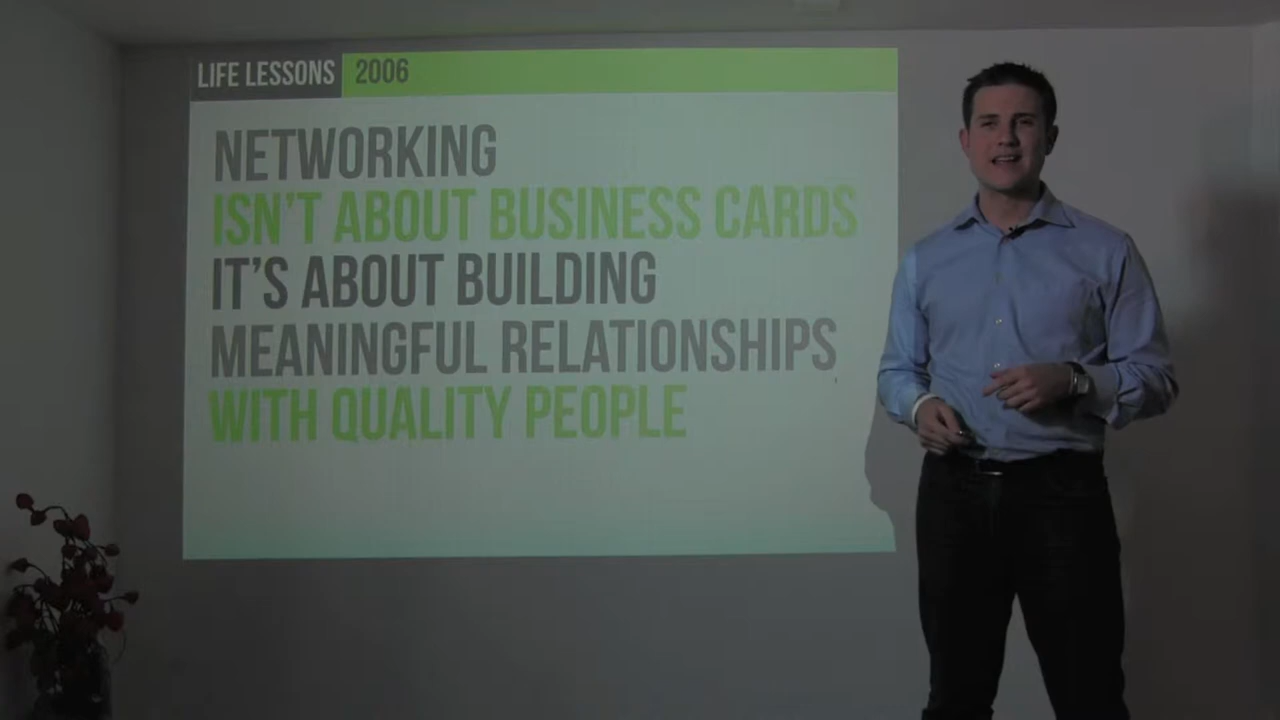 LIFE LESSONS 2006
NETWORKING
ISN'T ABOUT BUSINESS CARDS
IT'S ABOUT BUILDING
MEANINGFUL RELATIONSHIPS
WITH QUALITY PEOPLE